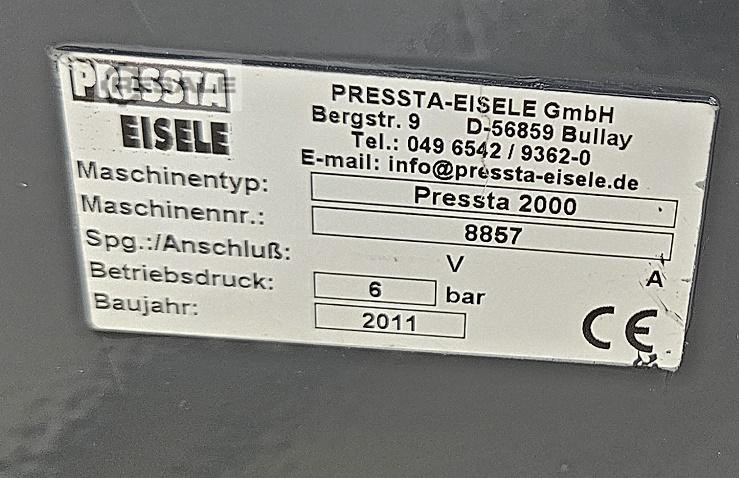 PRESSTA
EISELE
PRESSTA-EISELE GmbH
Bergstr. 9 D-56859 Bullay
Tel.: 049 6542 / 9362-0
E-mail: info@pressta-eisele.de
Maschinentyp: Pressta 2000
Maschinennr.: 8857
Spg.:/Anschluß: V A
Betriebsdruck: 6 bar
Baujahr: 2011
CE